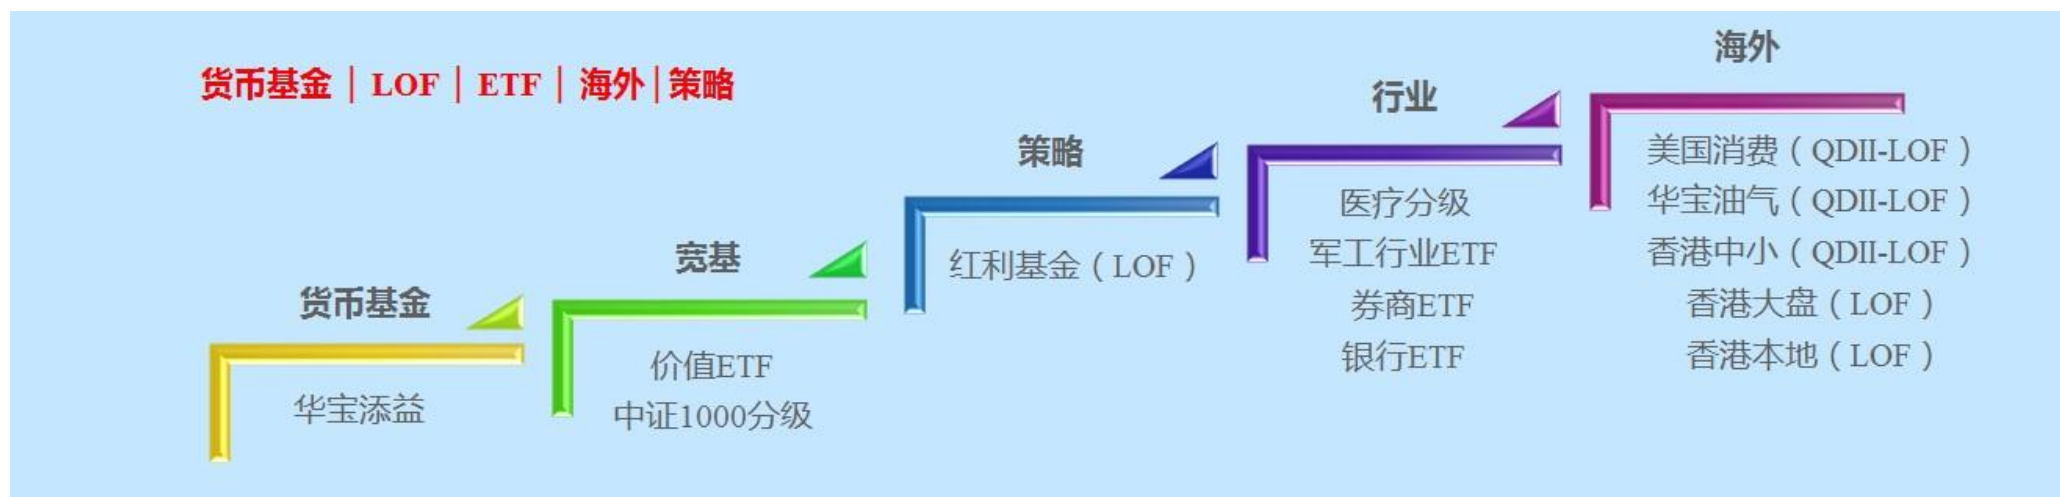 货币基金｜LOF｜ETF｜海外|策略
货币基金
华宝添益
宽基
价值ETF
中证1000分级
策略
红利基金（LOF）
行业
医疗分级
军工行业ETF
券商ETF
银行ETF
海外
美国消费（QDII-LOF）
华宝油气（QDII-LOF）
香港中小（QDII-LOF）
香港大盘（LOF）
香港本地（LOF）